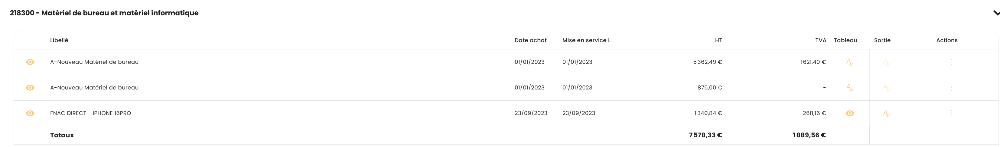 218300 - Matériel de bureau et matériel informatique
Libellé Date achat Mise en service L HT TVA Tableau Sortie Actions
A-Nouveau Matériel de bureau 01/01/2023 01/01/2023 5 362,49 € 1 621,40 €
A-Nouveau Matériel de bureau 01/01/2023 01/01/2023 875,00 € -
FNAC DIRECT - IPHONE 16PRO 23/09/2023 23/09/2023 1 340,84 € 268,16 €
Totaux 7 578,33 € 1 889,56 €